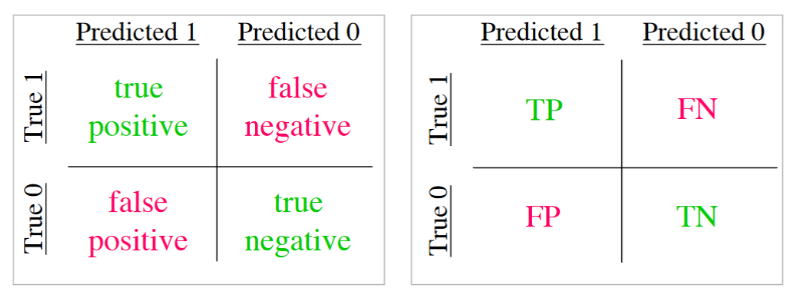 Predicted 1 Predicted 0
True 1
true positive
false negative
True 0
false positive
true negative
Predicted 1 Predicted 0
True 1
TP FN
True 0
FP TN